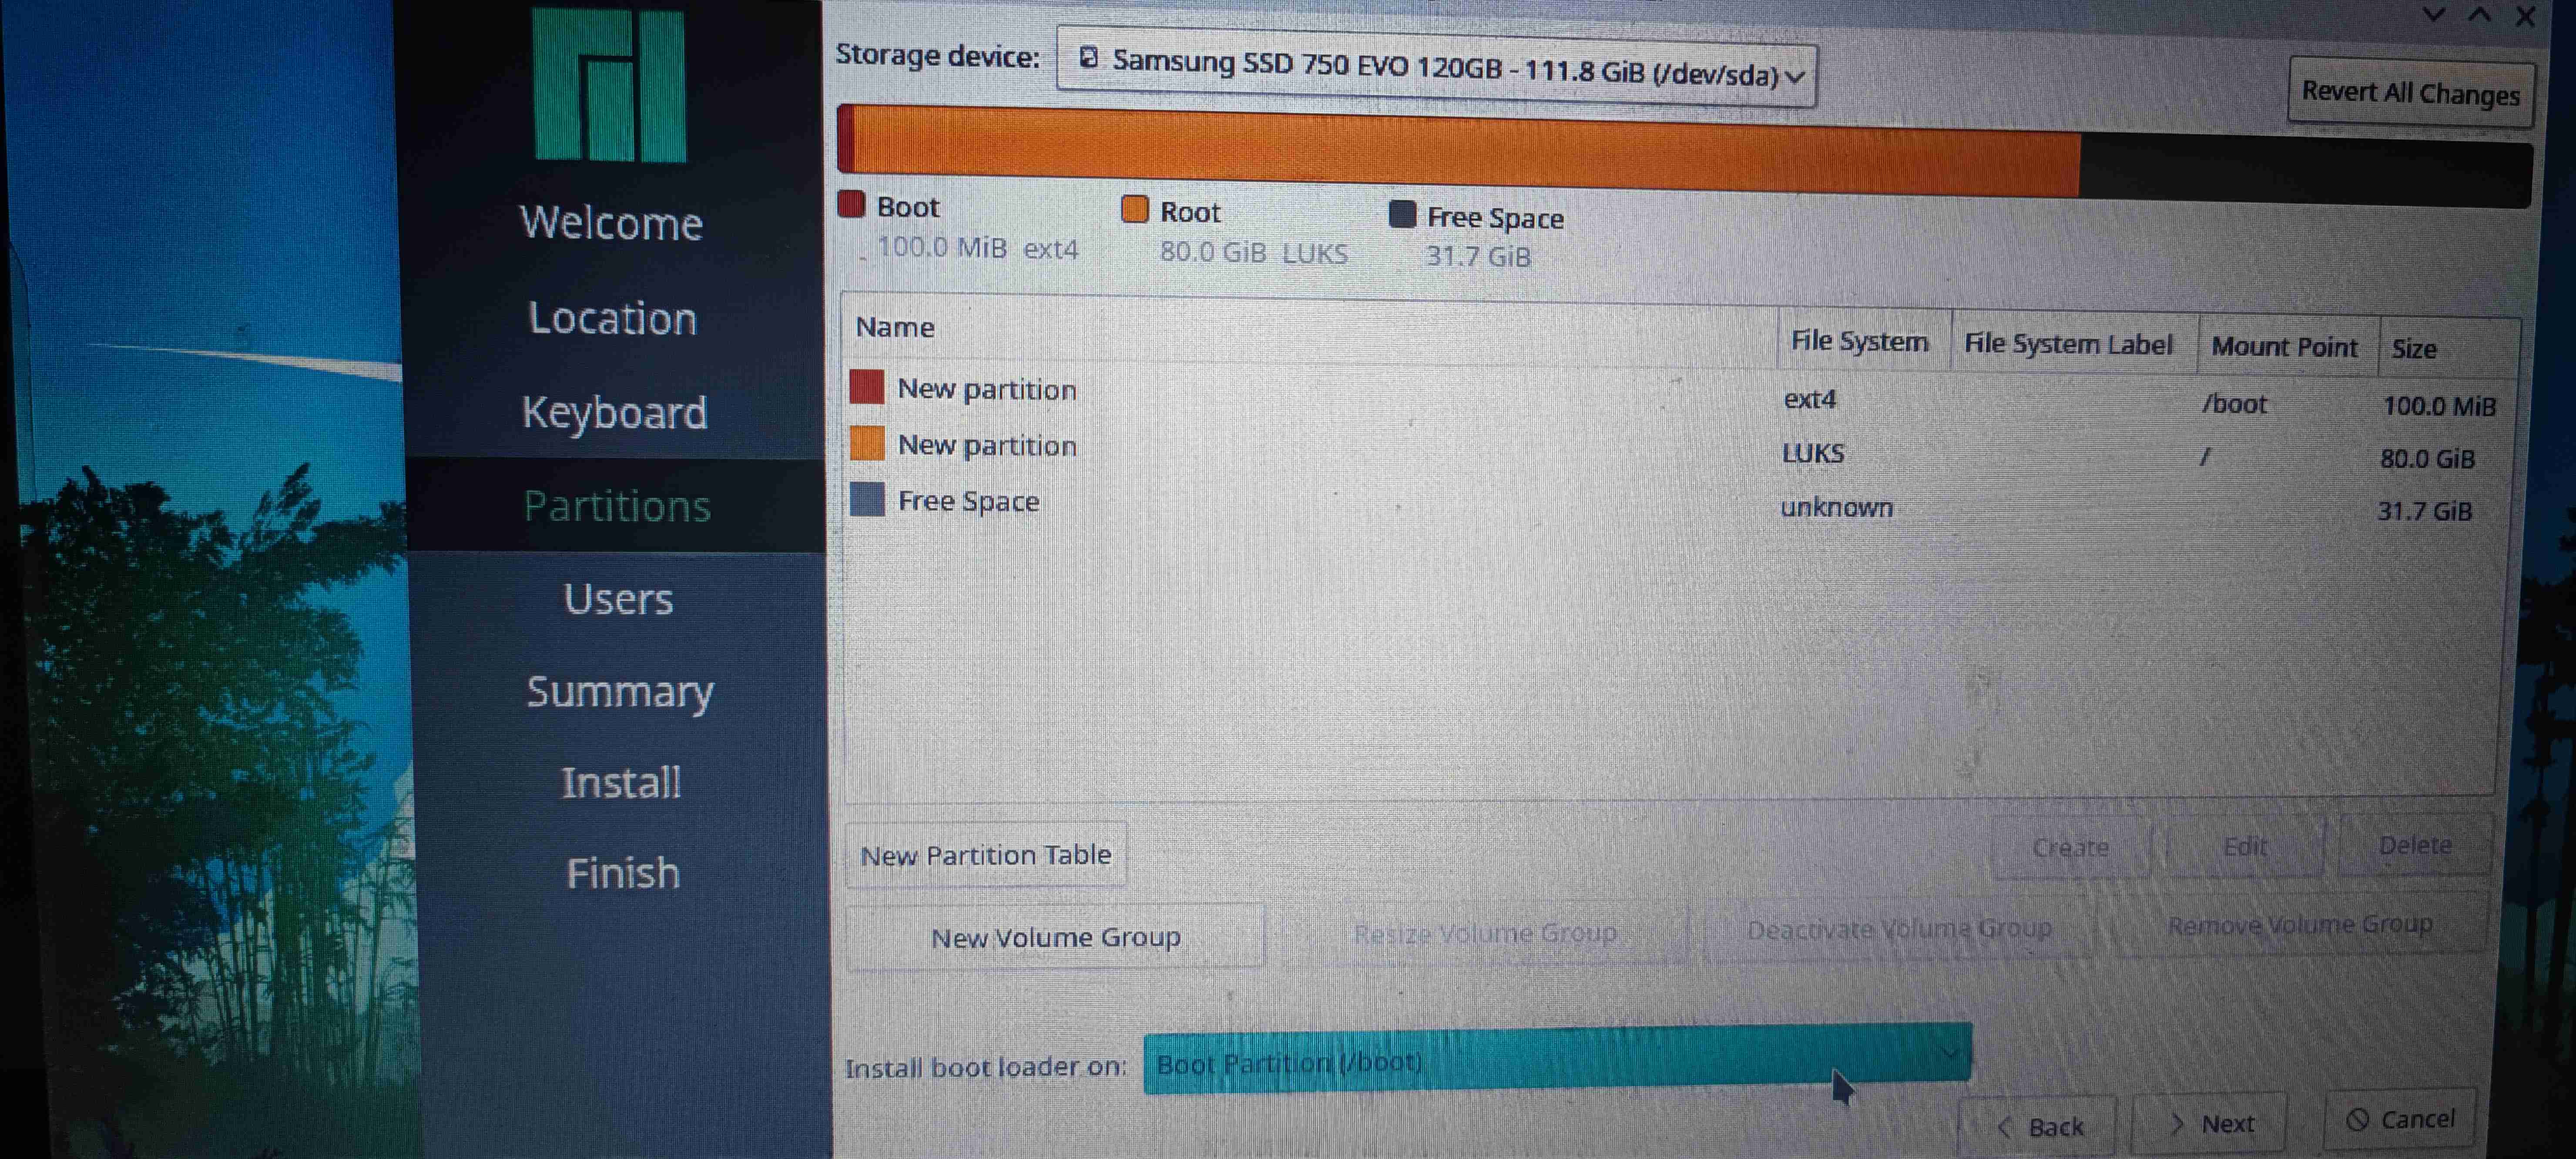 Storage device: Samsung SSD 750 EVO 120GB - 111.8 GiB (/dev/sda)
Revert All Changes
Boot
100.0 MiB ext4
Root
80.0 GiB LUKS
Free Space
31.7 GiB
Welcome
Location
Keyboard
Partitions
Users
Summary
Install
Finish
Name File System File System Label Mount Point Size
New partition ext4 /boot 100.0 MiB
New partition LUKS / 80.0 GiB
Free Space unknown 31.7 GiB
New Partition Table Create Edit Delete
New Volume Group Resize Volume Group Deactivate Volume Group Remove Volume Group
Install boot loader on: Boot Partition (/boot)
Back Next Cancel